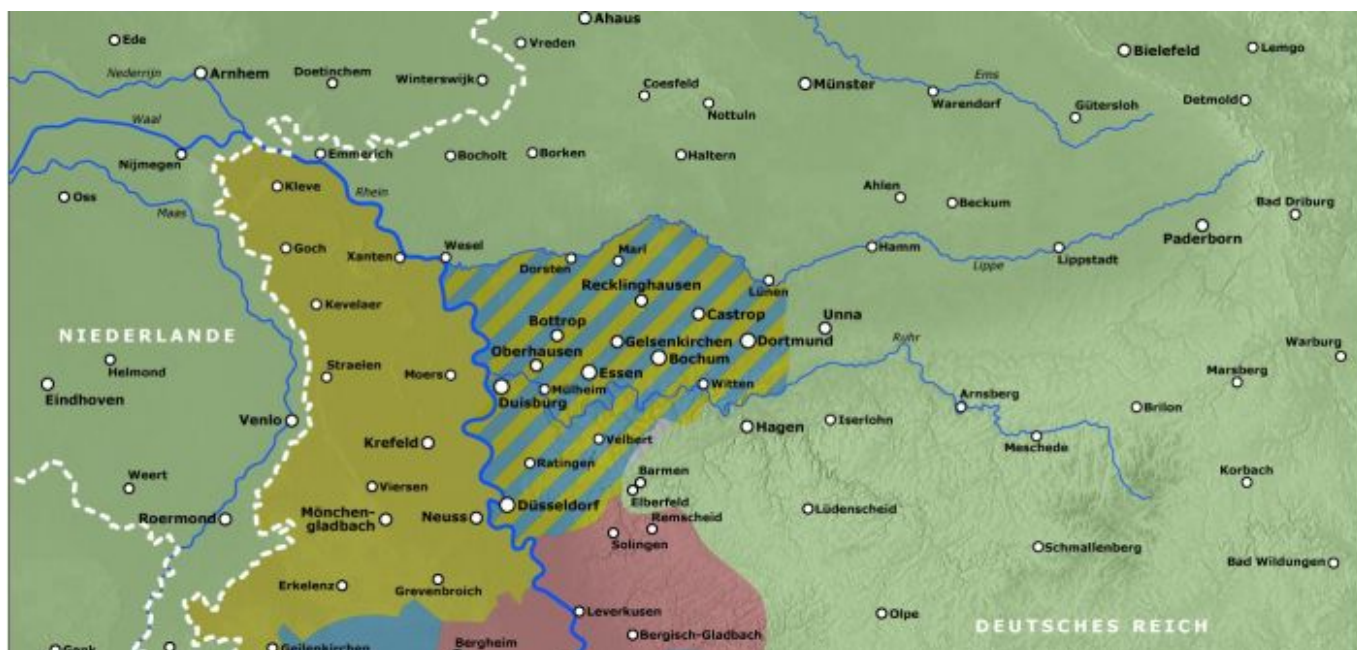 Ahaus
Ede
Vreden
Bielefeld
Lemgo
Nederrijn
Arnhem
Doetinchem
Winterswijk
Coesfeld
Münster
Ems
Nottuln
Warendorf
Gütersloh
Detmold
Waal
Nijmegen
Emmerich
Bocholt
Borken
Haltern
Kleve
Rhein
Oss
Maas
Ahlen
Beckum
Bad Driburg
Paderborn
Goch
Xanten
Wesel
Marl
Dorsten
Hamm
Lippe
Lippstadt
Lünen
Recklinghausen
Kevelaer
Castrop
Unna
NIEDERLANDE
Bottrop
Gelsenkirchen
Dortmund
Ruhr
Oberhausen
Bochum
Warburg
Helmond
Straelen
Moers
Essen
Marsberg
Eindhoven
Duisburg
Mülheim
Witten
Arnsberg
Brilon
Venlo
Hagen
Iserlohn
Krefeld
Velbert
Meschede
Ratingen
Barmen
Korbach
Weert
Viersen
Elberfeld
Roermond
Mönchen-
gladbach
Neuss
Düsseldorf
Lüdenscheid
Remscheid
Solingen
Schmallenberg
Bad Wildungen
Erkelenz
Grevenbroich
Leverkusen
Olpe
DEUTSCHES REICH
Bergisch-Gladbach
Bergheim
Geilenkirchen
Genk